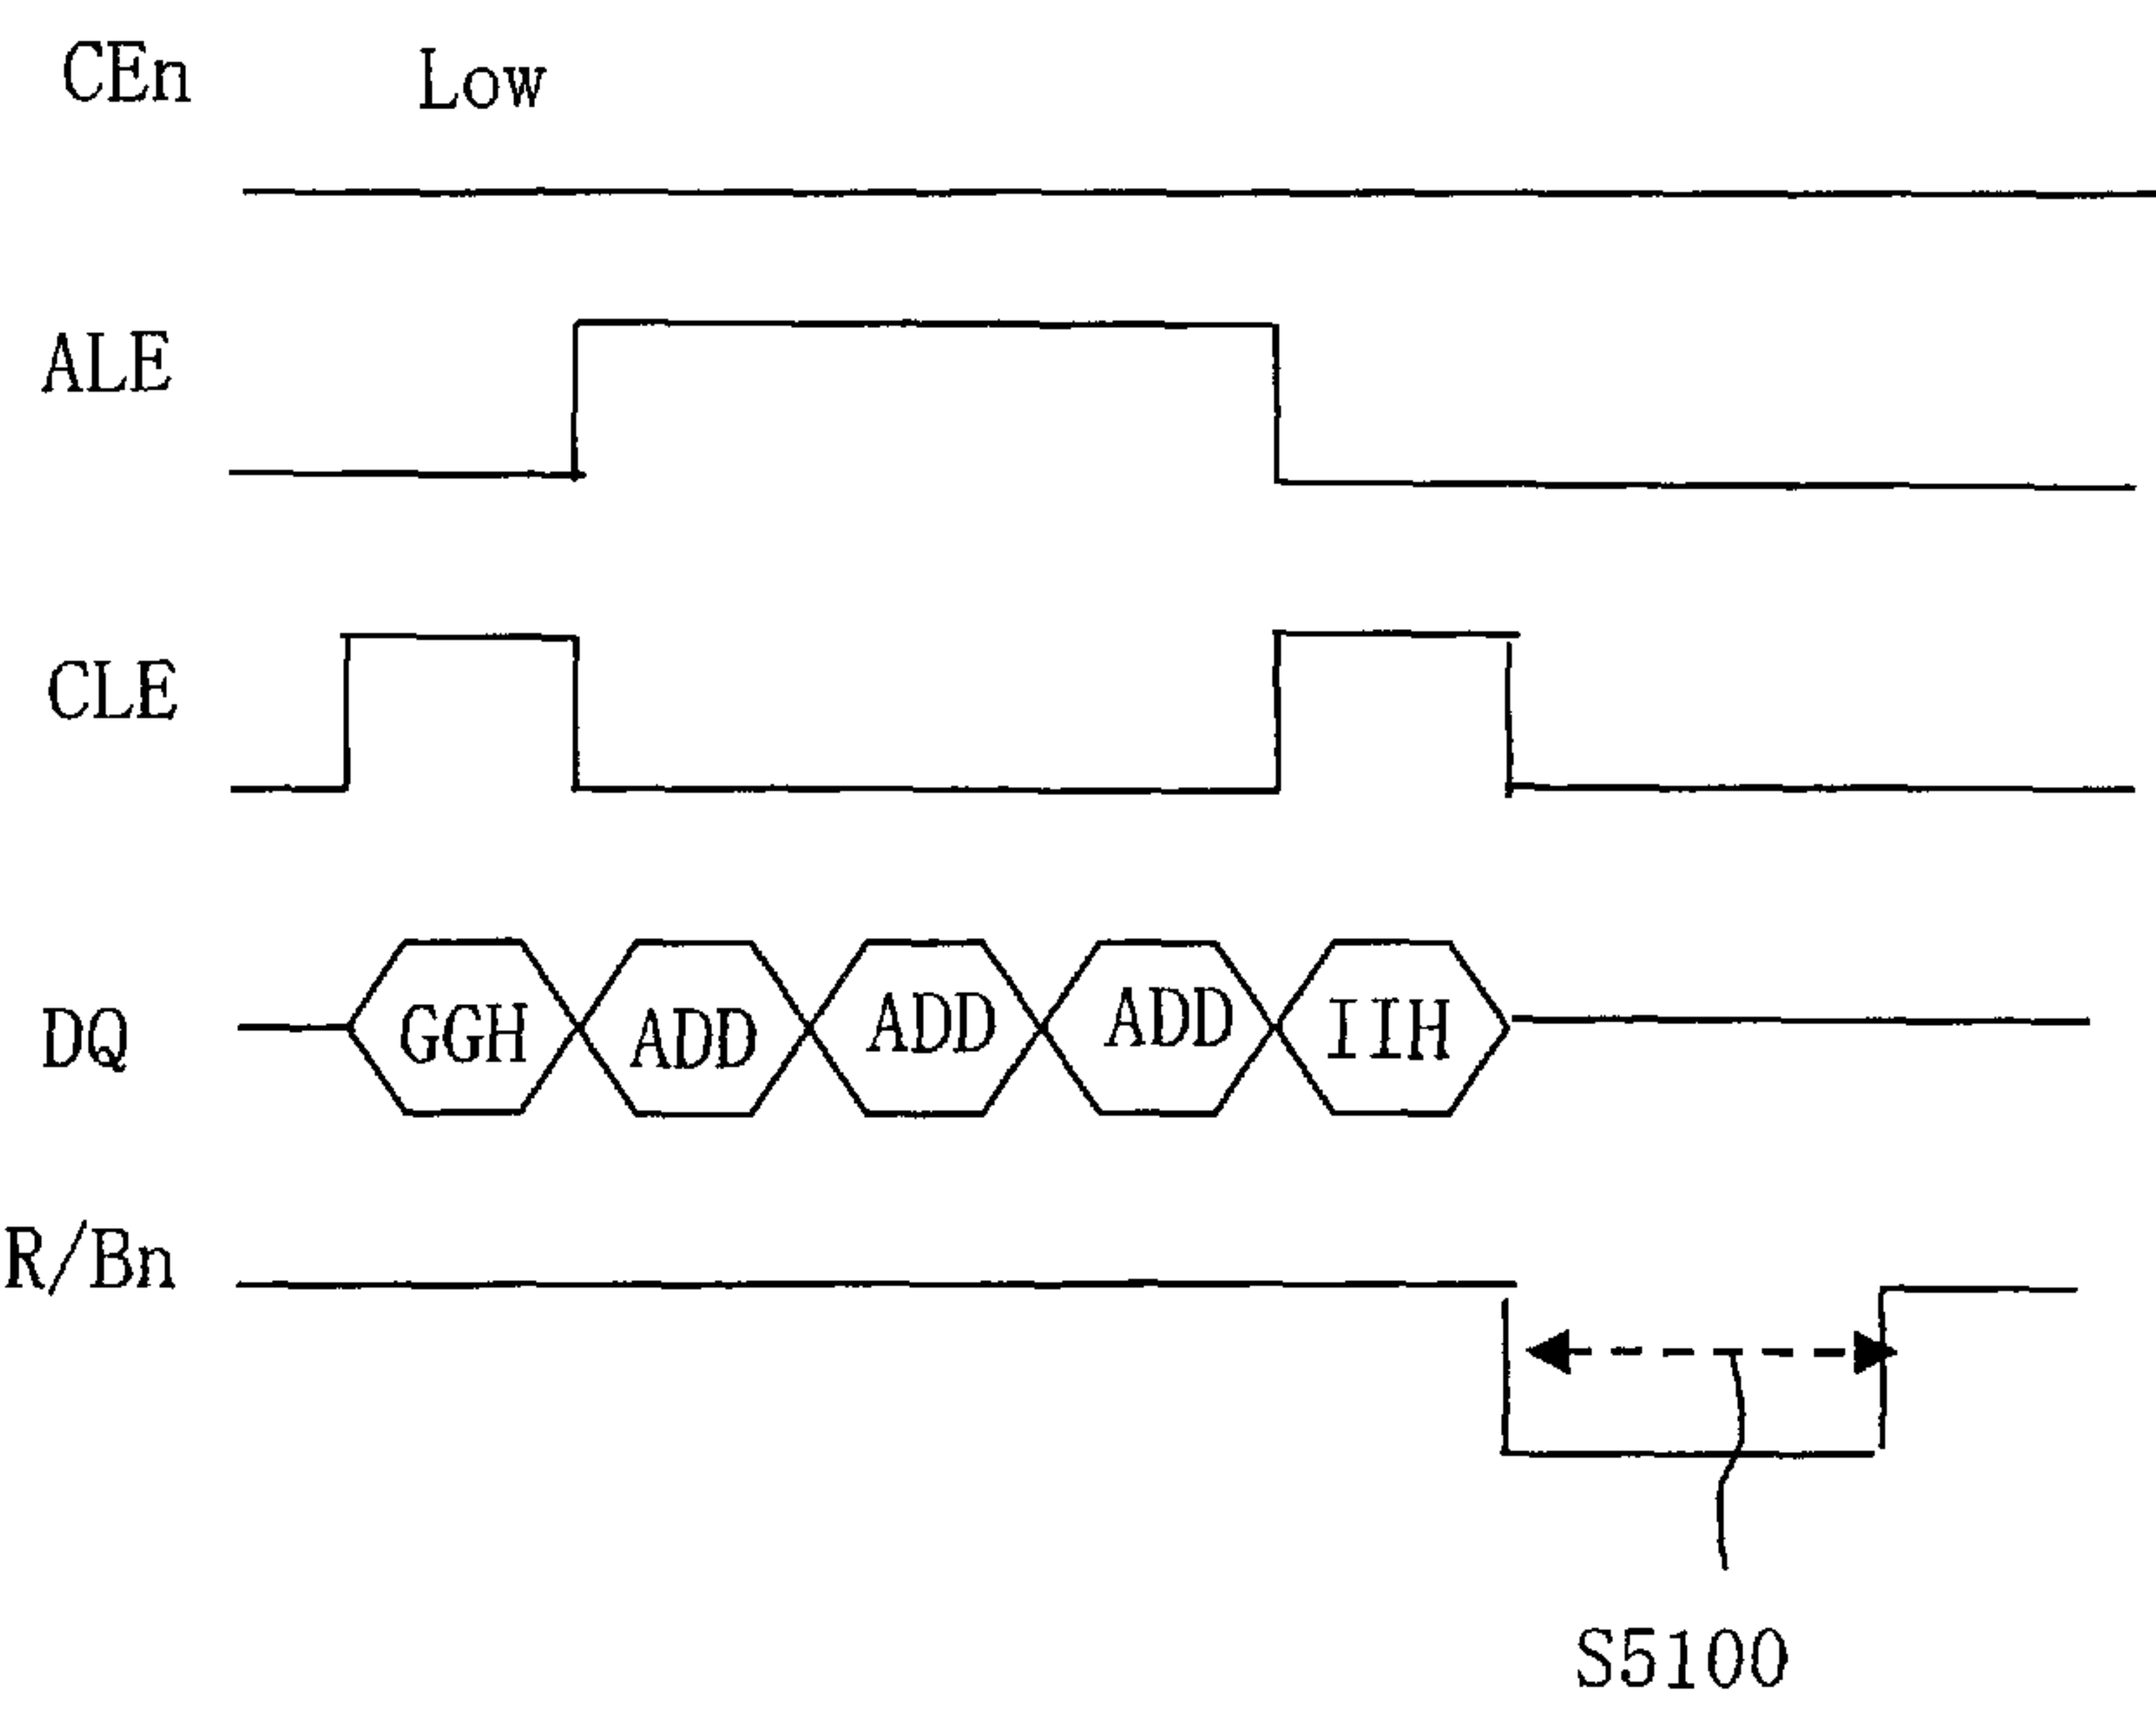 CEn Low
ALE
CLE
DQ GGH ADD ADD ADD IIH
R/Bn
S5100